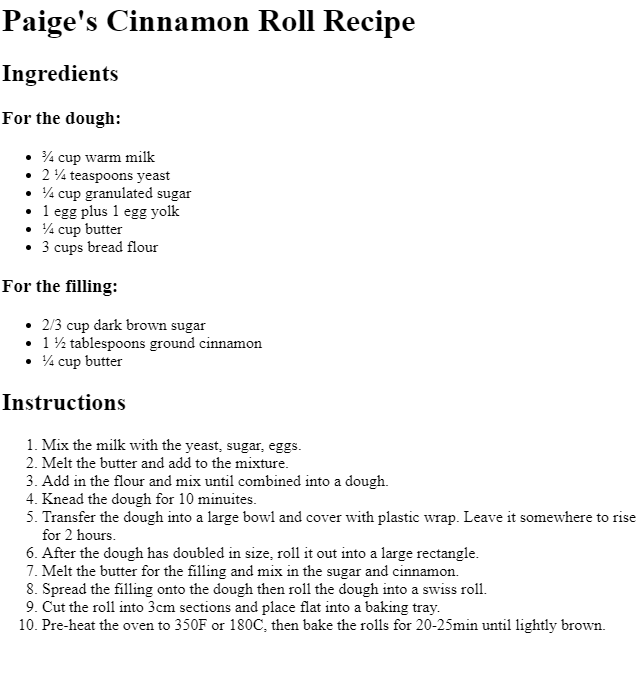 Paige's Cinnamon Roll Recipe
Ingredients
For the dough:
• ¾ cup warm milk
• 2 ¼ teaspoons yeast
• ¼ cup granulated sugar
• 1 egg plus 1 egg yolk
• ¼ cup butter
• 3 cups bread flour
For the filling:
• 2/3 cup dark brown sugar
• 1 ½ tablespoons ground cinnamon
• ¼ cup butter
Instructions
1. Mix the milk with the yeast, sugar, eggs.
2. Melt the butter and add to the mixture.
3. Add in the flour and mix until combined into a dough.
4. Knead the dough for 10 minuites.
5. Transfer the dough into a large bowl and cover with plastic wrap. Leave it somewhere to rise
for 2 hours.
6. After the dough has doubled in size, roll it out into a large rectangle.
7. Melt the butter for the filling and mix in the sugar and cinnamon.
8. Spread the filling onto the dough then roll the dough into a swiss roll.
9. Cut the roll into 3cm sections and place flat into a baking tray.
10. Pre-heat the oven to 350F or 180C, then bake the rolls for 20-25min until lightly brown.